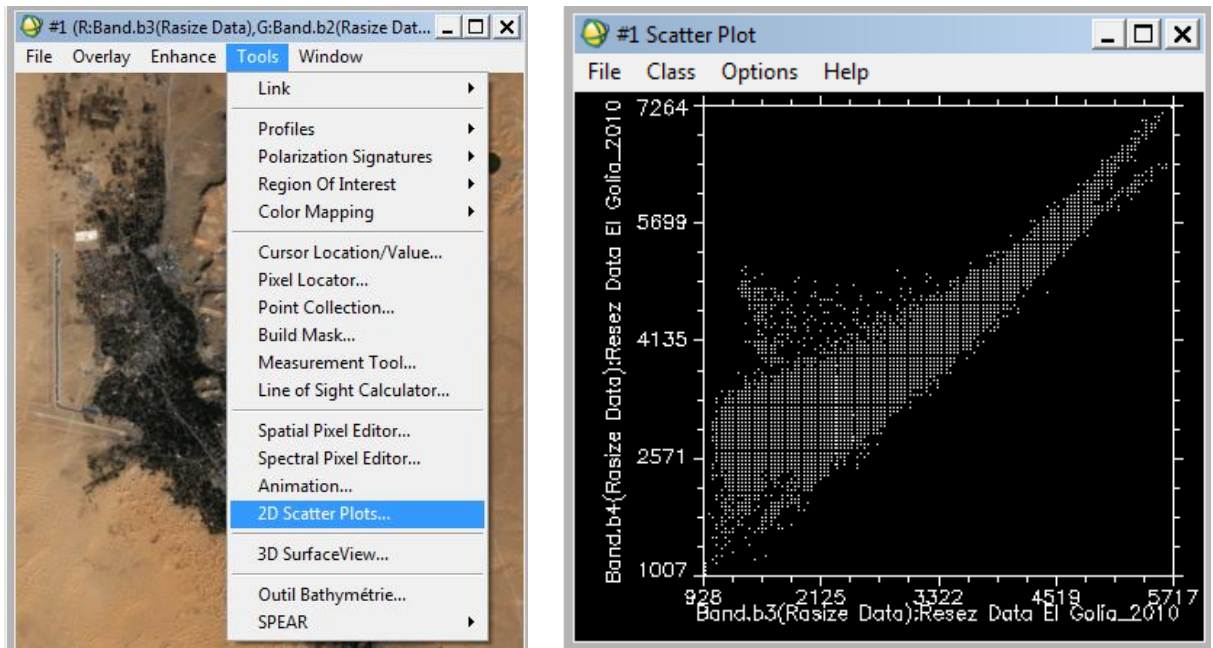 #1 (R:Band.b3(Rasize Data),G:Band.b2(Rasize Dat...
File Overlay Enhance Tools Window
Link
Profiles
Polarization Signatures
Region Of Interest
Color Mapping
Cursor Location/Value...
Pixel Locator...
Point Collection...
Build Mask...
Measurement Tool...
Line of Sight Calculator...
Spatial Pixel Editor...
Spectral Pixel Editor...
Animation...
2D Scatter Plots...
3D SurfaceView...
Outil Bathymétrie...
SPEAR
#1 Scatter Plot
File Class Options Help
Band.b4(Rasize Data):Resez Data El Golia_2010
7264
5699
4135
2571
1007
928 2125 3322 4519 5717
Band.b3(Rasize Data):Resez Data El Golia_2010